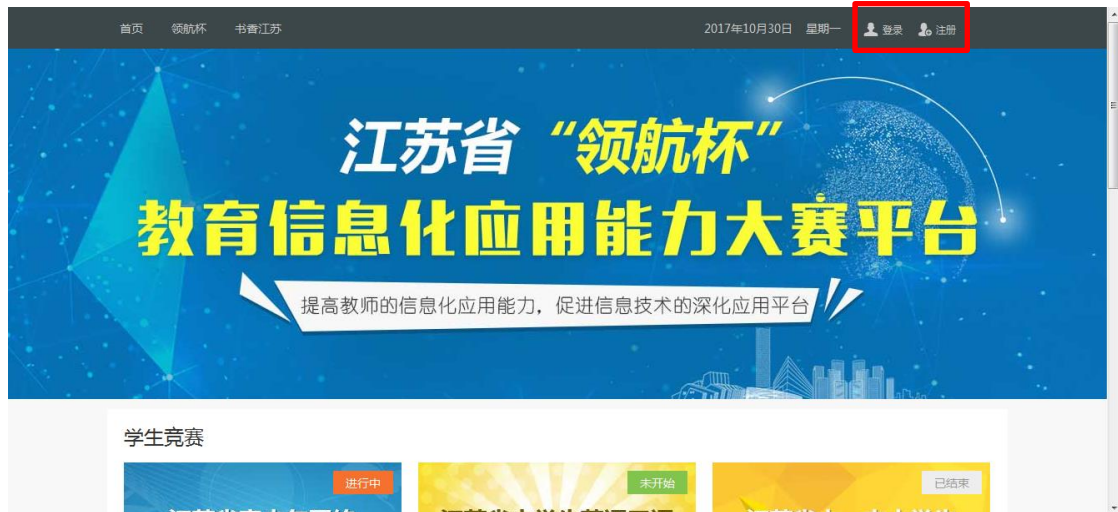 首页 领航杯 书香江苏 2017年10月30日 星期一 登录 注册
江苏省“领航杯”
教育信息化应用能力大赛平台
提高教师的信息化应用能力，促进信息技术的深化应用平台
学生竞赛
进行中 未开始 已结束